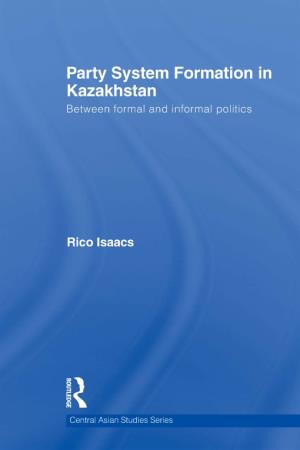 Party System Formation in
Kazakhstan
Between formal and informal politics
Rico Isaacs
ROUTLEDGE
Central Asian Studies Series